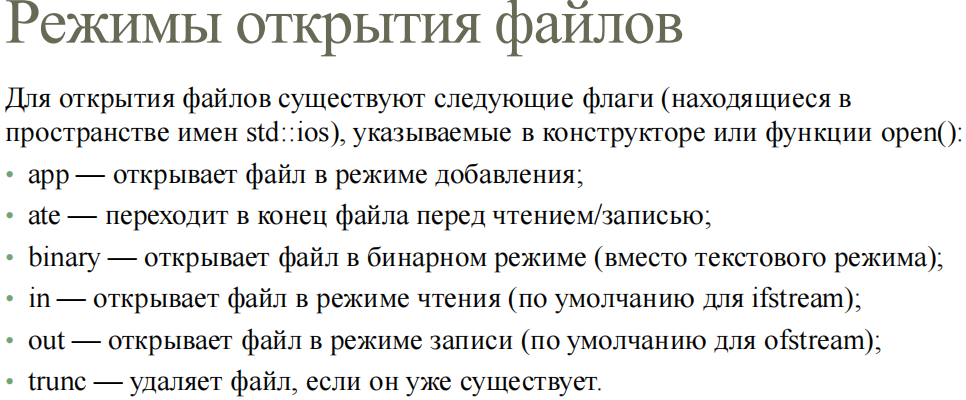 Режимы открытия файлов
Для открытия файлов существуют следующие флаги (находящиеся в
пространстве имен std::ios), указываемые в конструкторе или функции open():
• app — открывает файл в режиме добавления;
• ate — переходит в конец файла перед чтением/записью;
• binary — открывает файл в бинарном режиме (вместо текстового режима);
• in — открывает файл в режиме чтения (по умолчанию для ifstream);
• out — открывает файл в режиме записи (по умолчанию для ofstream);
• trunc — удаляет файл, если он уже существует.